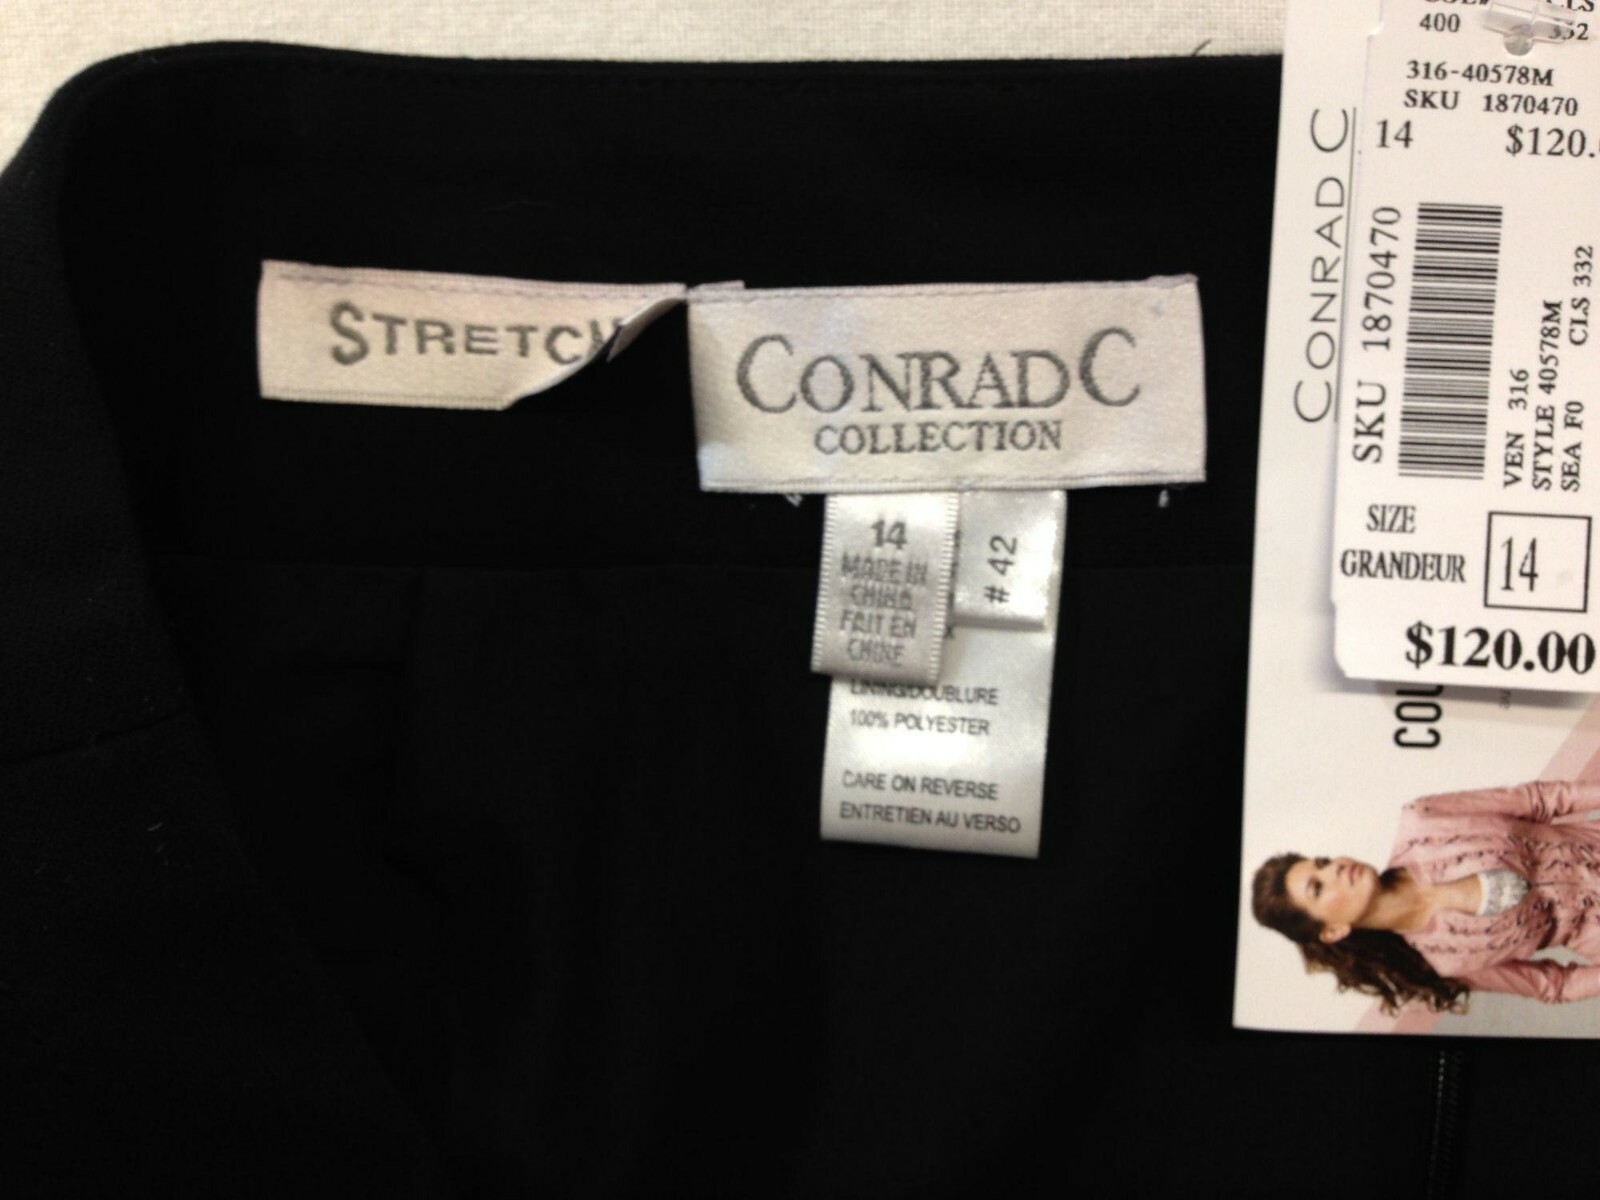 STRETCH
CONRAD C
COLLECTION
14
MADE IN
CHINA
FAIT EN
CHINE
# 42
LINING/DOUBLURE
100% POLYESTER
CARE ON REVERSE
ENTRETIEN AU VERSO
CONRAD C
400
332
316-40578M
SKU 1870470
14 $120.
SKU 1870470
VEN 316
STYLE 40578M
SEA F0 CLS 332
SIZE
GRANDEUR
14
$120.00